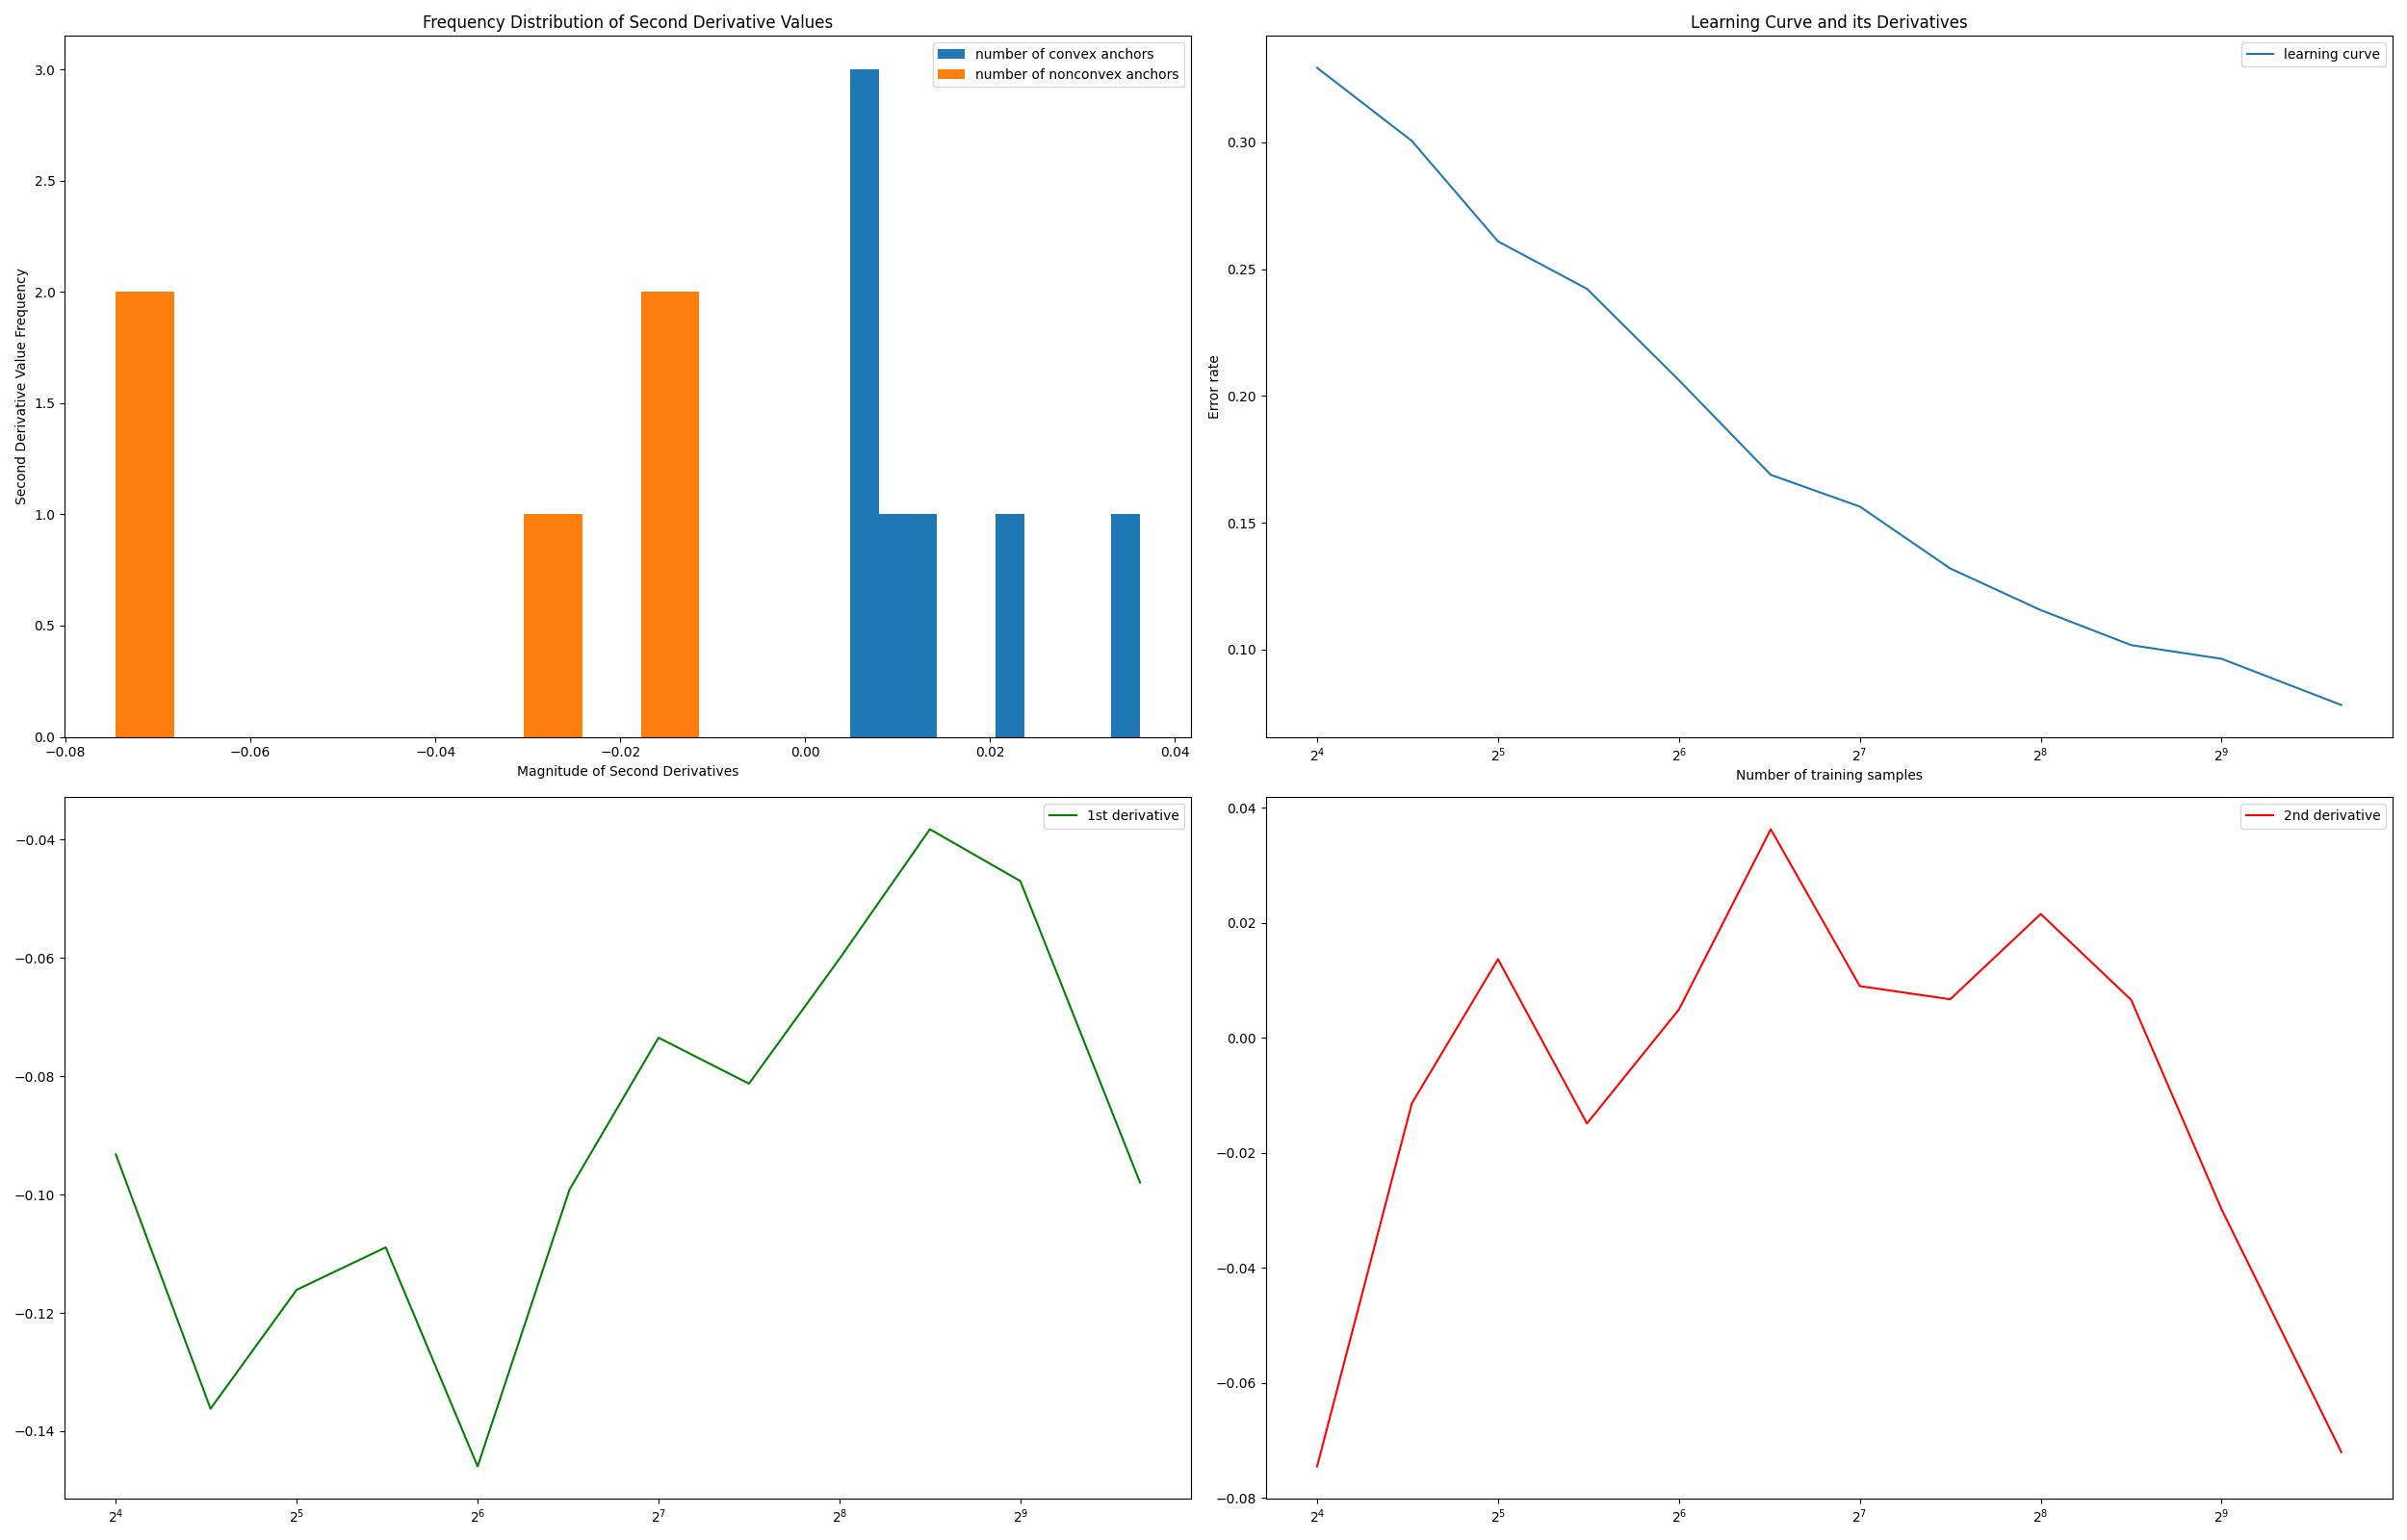 Frequency Distribution of Second Derivative Values
number of convex anchors
number of nonconvex anchors
Second Derivative Value Frequency
3.0
2.5
2.0
1.5
1.0
0.5
0.0
−0.08 −0.06 −0.04 −0.02 0.00 0.02 0.04
Magnitude of Second Derivatives
Learning Curve and its Derivatives
learning curve
Error rate
0.30
0.25
0.20
0.15
0.10
2⁴ 2⁵ 2⁶ 2⁷ 2⁸ 2⁹
Number of training samples
1st derivative
−0.04
−0.06
−0.08
−0.10
−0.12
−0.14
2⁴ 2⁵ 2⁶ 2⁷ 2⁸ 2⁹
2nd derivative
0.04
0.02
0.00
−0.02
−0.04
−0.06
−0.08
2⁴ 2⁵ 2⁶ 2⁷ 2⁸ 2⁹